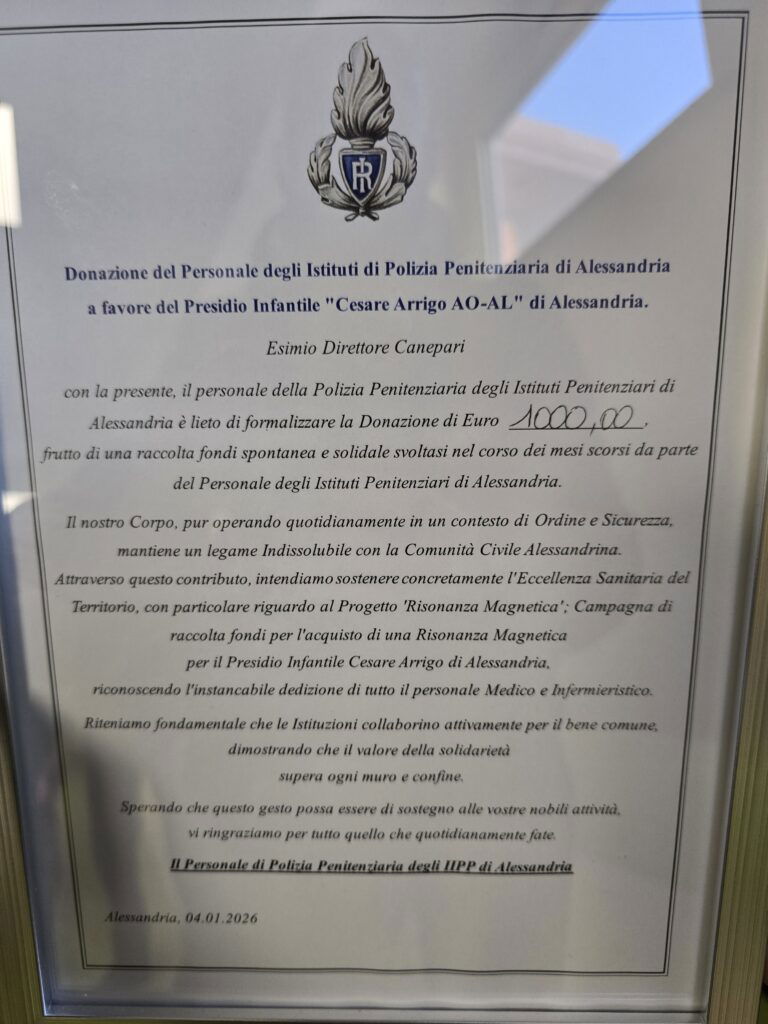 RI
Donazione del Personale degli Istituti di Polizia Penitenziaria di Alessandria
a favore del Presidio Infantile "Cesare Arrigo AO-AL" di Alessandria.
Esimio Direttore Canepari
con la presente, il personale della Polizia Penitenziaria degli Istituti Penitenziari di
Alessandria è lieto di formalizzare la Donazione di Euro 1000,00,
frutto di una raccolta fondi spontanea e solidale svoltasi nel corso dei mesi scorsi da parte
del Personale degli Istituti Penitenziari di Alessandria.
Il nostro Corpo, pur operando quotidianamente in un contesto di Ordine e Sicurezza,
mantiene un legame Indissolubile con la Comunità Civile Alessandrina.
Attraverso questo contributo, intendiamo sostenere concretamente l'Eccellenza Sanitaria del
Territorio, con particolare riguardo al Progetto 'Risonanza Magnetica'; Campagna di
raccolta fondi per l'acquisto di una Risonanza Magnetica
per il Presidio Infantile Cesare Arrigo di Alessandria,
riconoscendo l'instancabile dedizione di tutto il personale Medico e Infermieristico.
Riteniamo fondamentale che le Istituzioni collaborino attivamente per il bene comune,
dimostrando che il valore della solidarietà
supera ogni muro e confine.
Sperando che questo gesto possa essere di sostegno alle vostre nobili attività,
vi ringraziamo per tutto quello che quotidianamente fate.
Il Personale di Polizia Penitenziaria degli IIPP di Alessandria
Alessandria, 04.01.2026